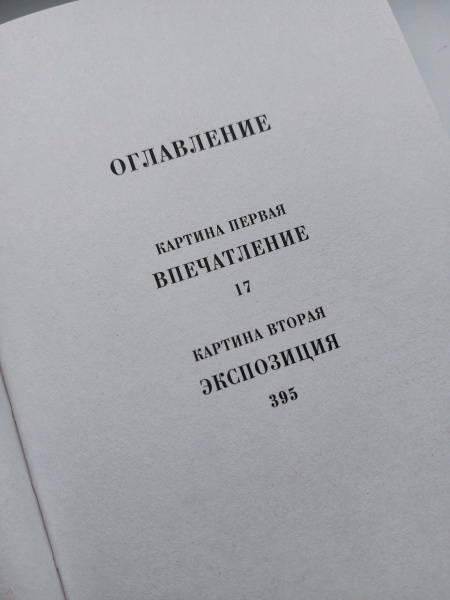 ОГЛАВЛЕНИЕ
КАРТИНА ПЕРВАЯ
ВПЕЧАТЛЕНИЕ
17
КАРТИНА ВТОРАЯ
ЭКСПОЗИЦИЯ
395